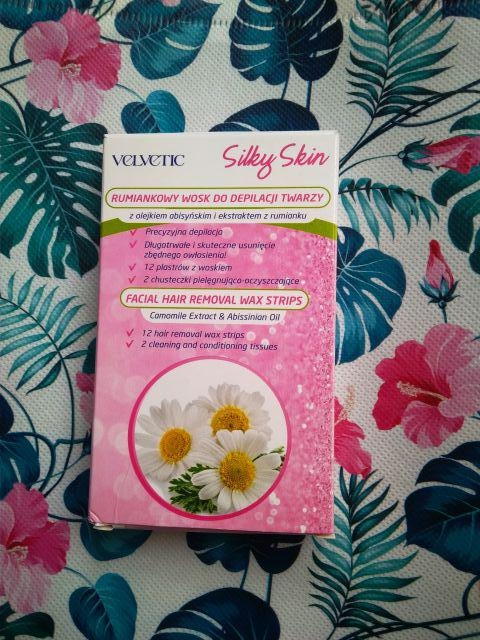 VELVETIC
Silky Skin
RUMIANKOWY WOSK DO DEPILACJI TWARZY
z olejkiem abisyńskim i ekstraktem z rumianku
Precyzyjna depilacja
Długotrwałe i skuteczne usunięcie
zbędnego owłosienia!
12 plastrów z woskiem
2 chusteczki pielęgnująco-oczyszczające
FACIAL HAIR REMOVAL WAX STRIPS
Camomile Extract & Abissinian Oil
12 hair removal wax strips
2 cleaning and conditioning tissues